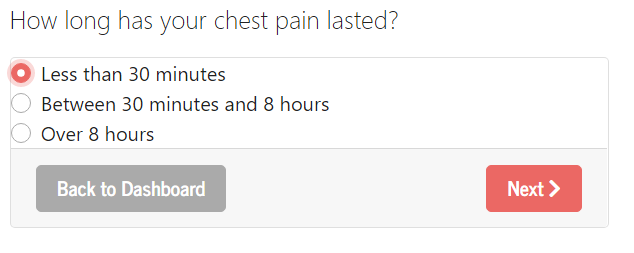 How long has your chest pain lasted?
Less than 30 minutes
Between 30 minutes and 8 hours
Over 8 hours
Back to Dashboard
Next